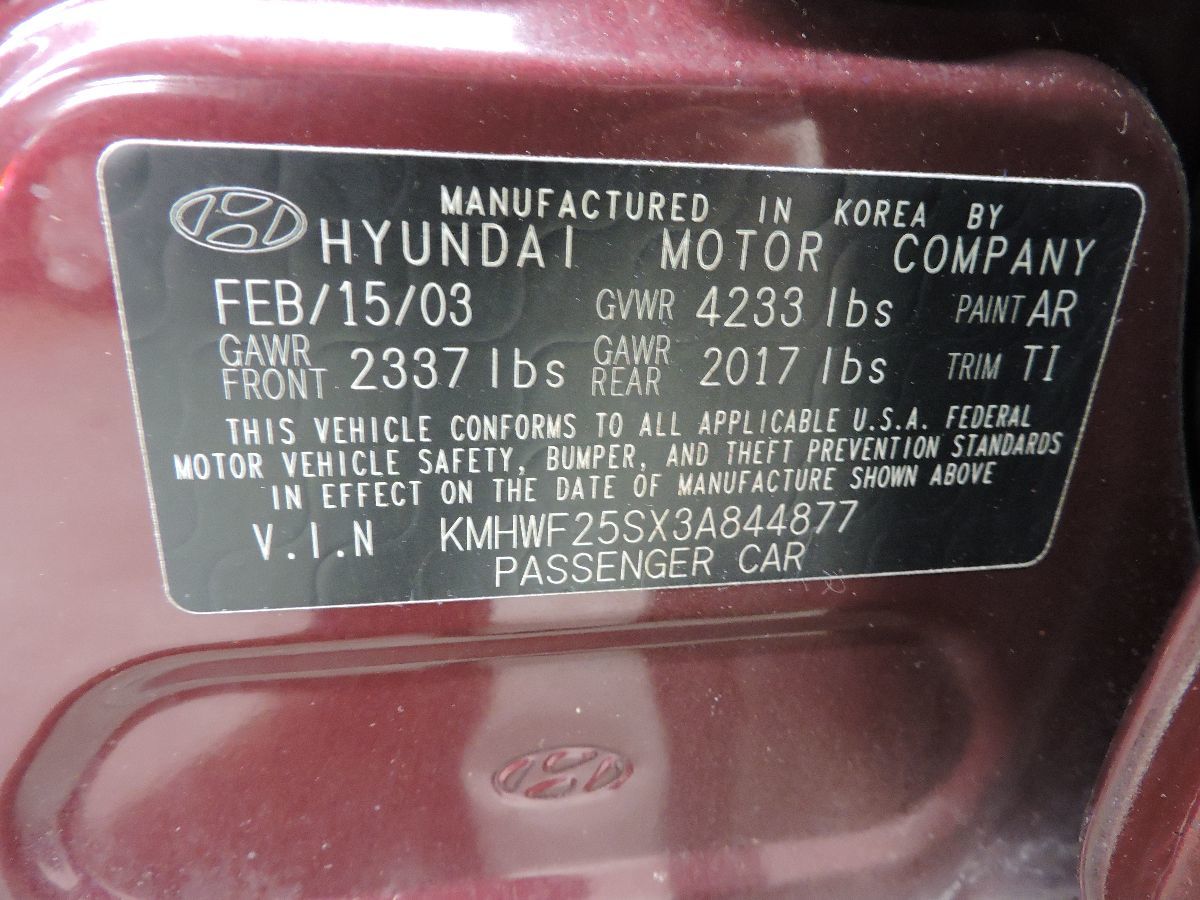 MANUFACTURED IN KOREA BY
HYUNDAI MOTOR COMPANY
FEB/15/03 GVWR 4233 lbs PAINT AR
GAWR FRONT 2337 lbs GAWR REAR 2017 lbs TRIM TI
THIS VEHICLE CONFORMS TO ALL APPLICABLE U.S.A. FEDERAL
MOTOR VEHICLE SAFETY, BUMPER, AND THEFT PREVENTION STANDARDS
IN EFFECT ON THE DATE OF MANUFACTURE SHOWN ABOVE
V.I.N KMHWF25SX3A844877
PASSENGER CAR